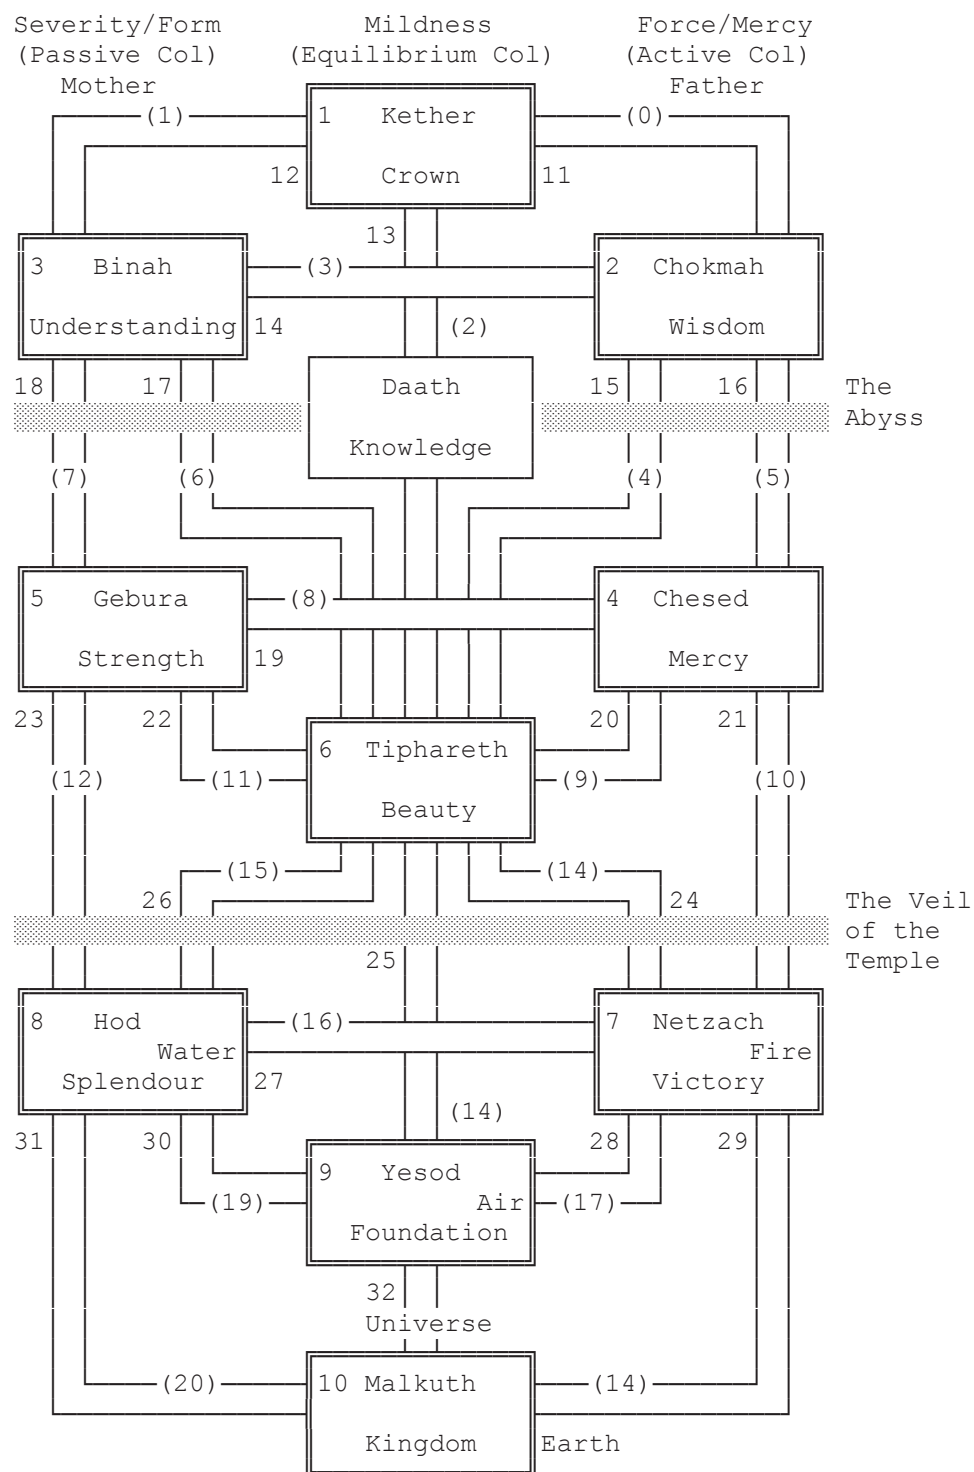 Severity/Form Mildness Force/Mercy
(Passive Col) (Equilibrium Col) (Active Col)
Mother Father
(1) 1 Kether (0)
12 Crown 11
13
3 Binah (3) 2 Chokmah
Understanding 14 (2) Wisdom
18 17 Daath 15 16 The
Abyss
Knowledge
(7) (6) (4) (5)
5 Gebura (8) 4 Chesed
Strength 19 Mercy
23 22 20 21
6 Tiphareth
(12) (11) (9) (10)
Beauty
(15) (14)
26 24 The Veil
of the
25 Temple
8 Hod (16) 7 Netzach
Water Fire
Splendour 27 Victory
(14)
31 30 28 29
9 Yesod
(19) Air (17)
Foundation
32
Universe
(20) 10 Malkuth (14)
Kingdom Earth